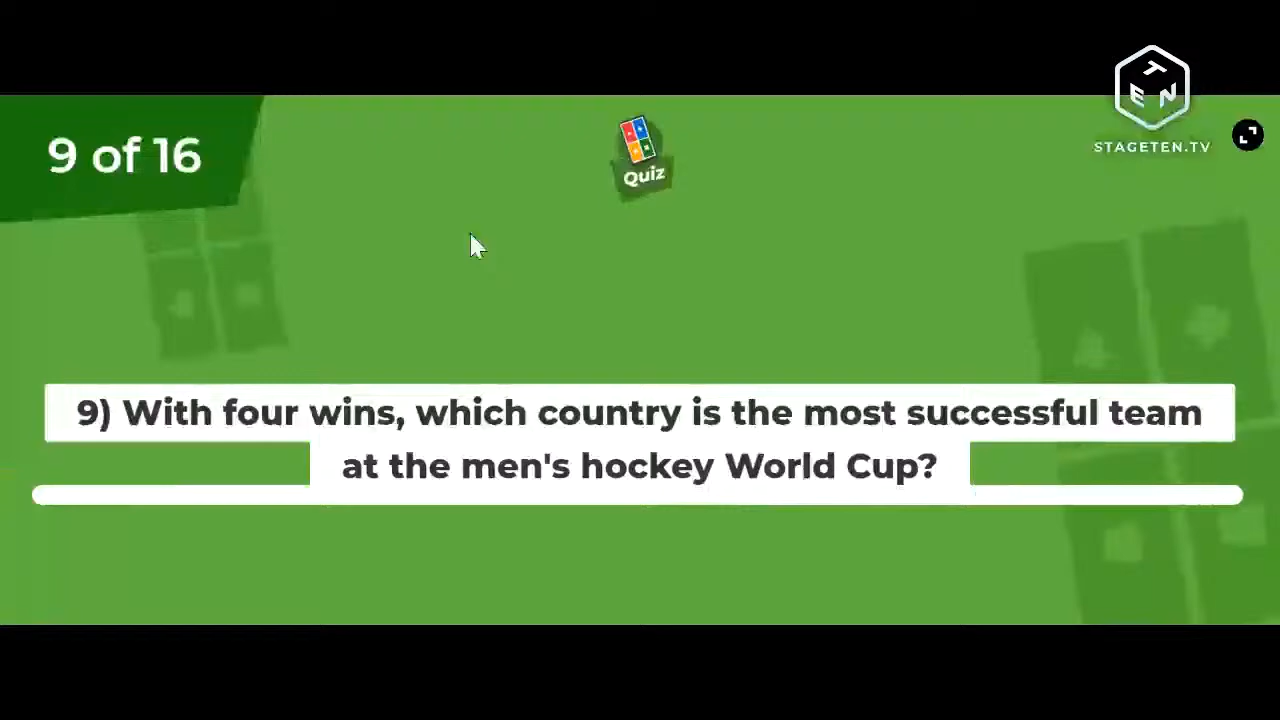 TEN
STAGETEN.TV
9 of 16
Quiz
9) With four wins, which country is the most successful team
at the men's hockey World Cup?